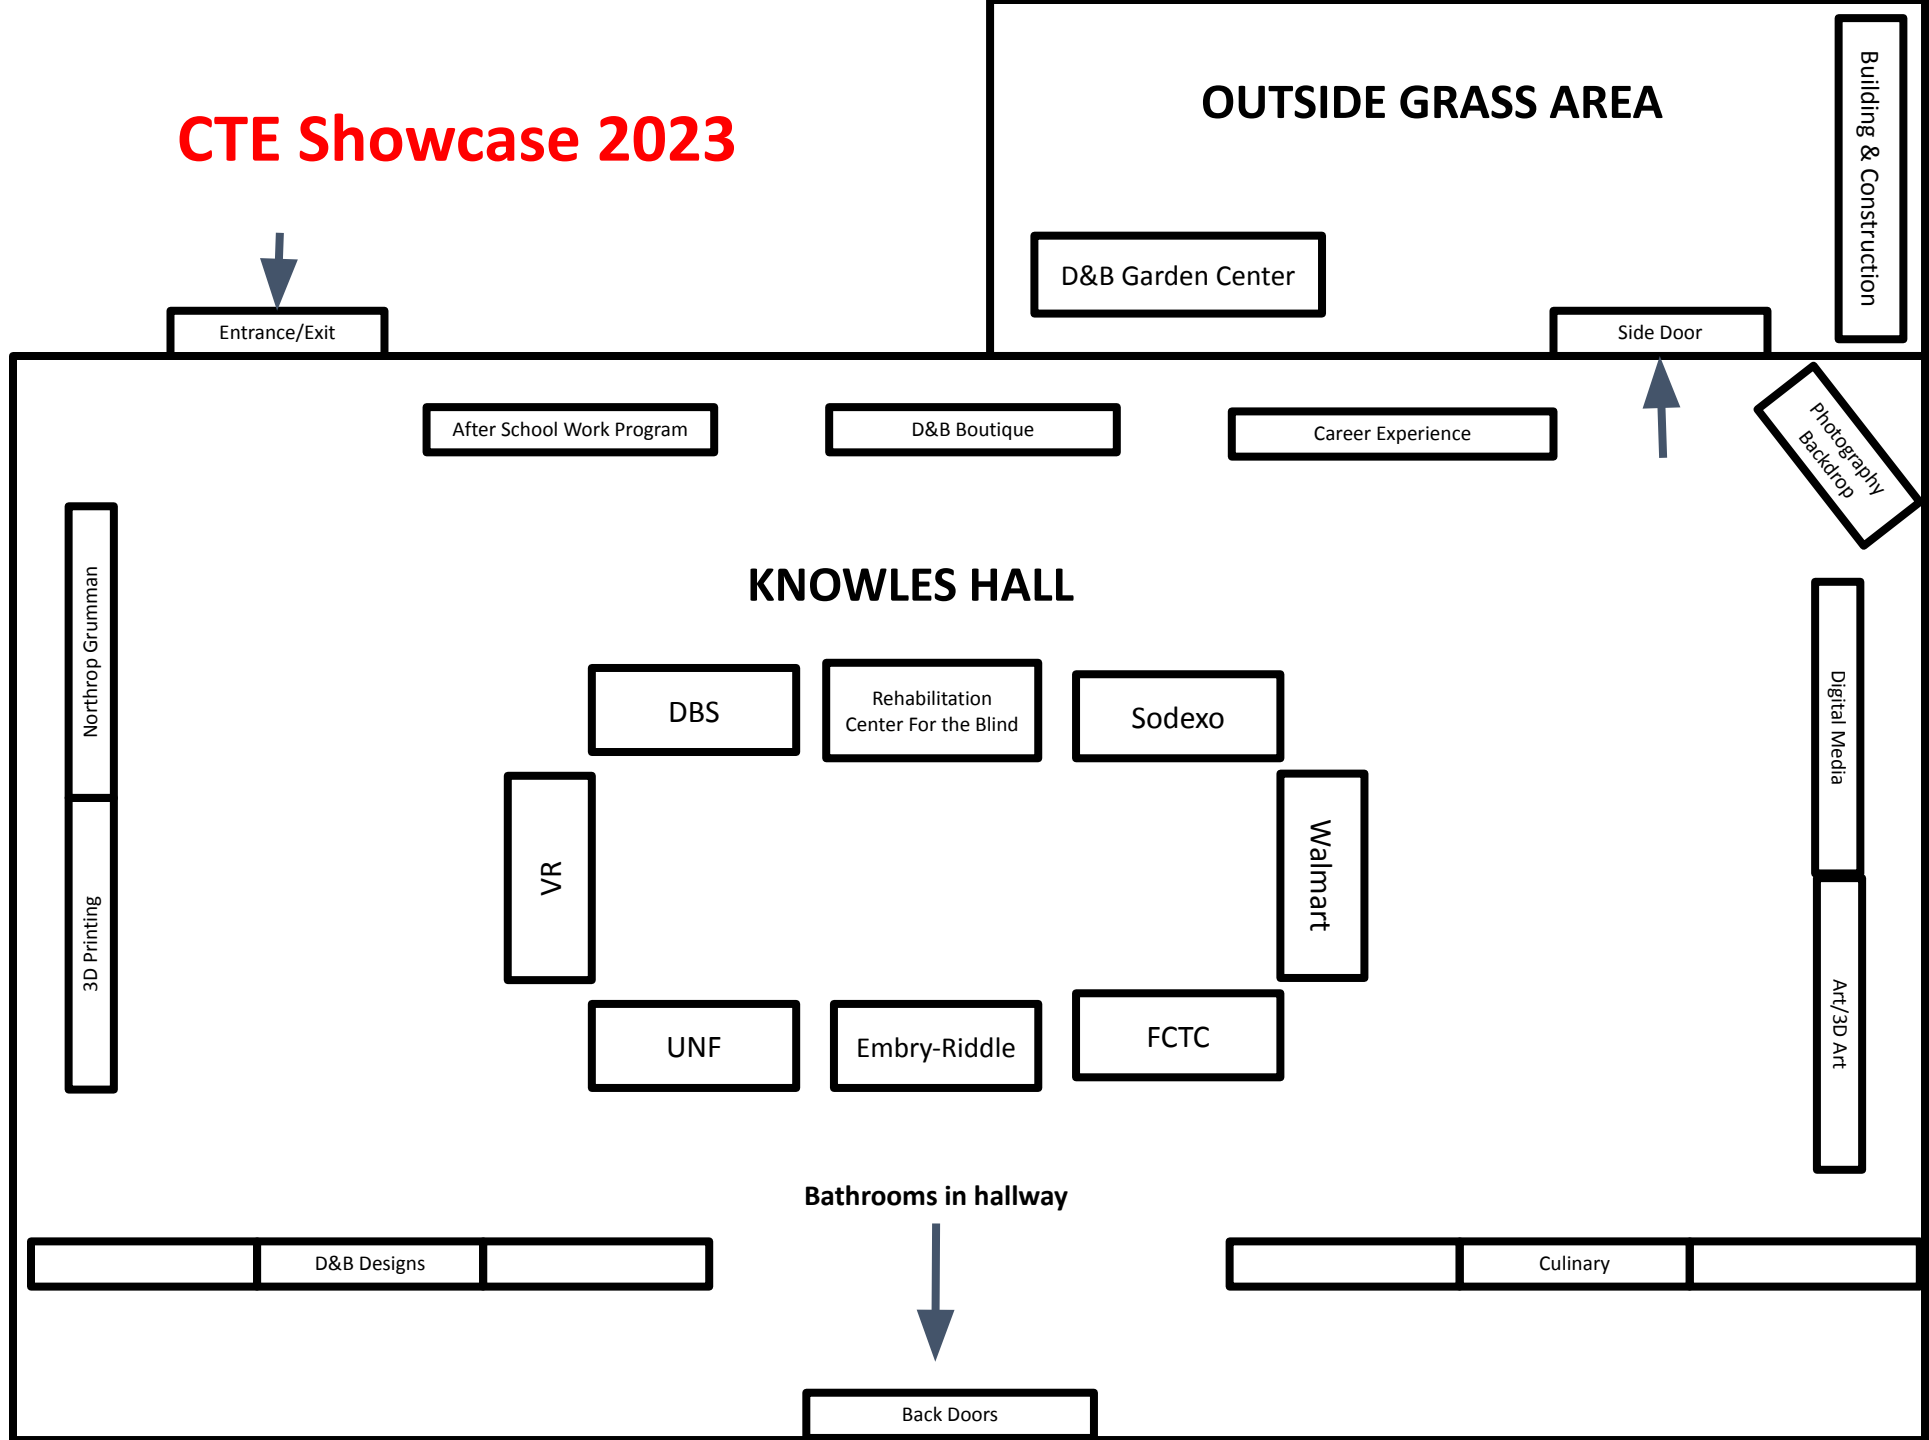 CTE Showcase 2023
OUTSIDE GRASS AREA
Building & Construction
D&B Garden Center
Entrance/Exit
Side Door
After School Work Program
D&B Boutique
Career Experience
Photography
Backdrop
KNOWLES HALL
Northrop Grumman
3D Printing
DBS
Rehabilitation
Center For the Blind
Sodexo
VR
Walmart
UNF
Embry-Riddle
FCTC
Digital Media
Art/3D Art
Bathrooms in hallway
D&B Designs
Culinary
Back Doors